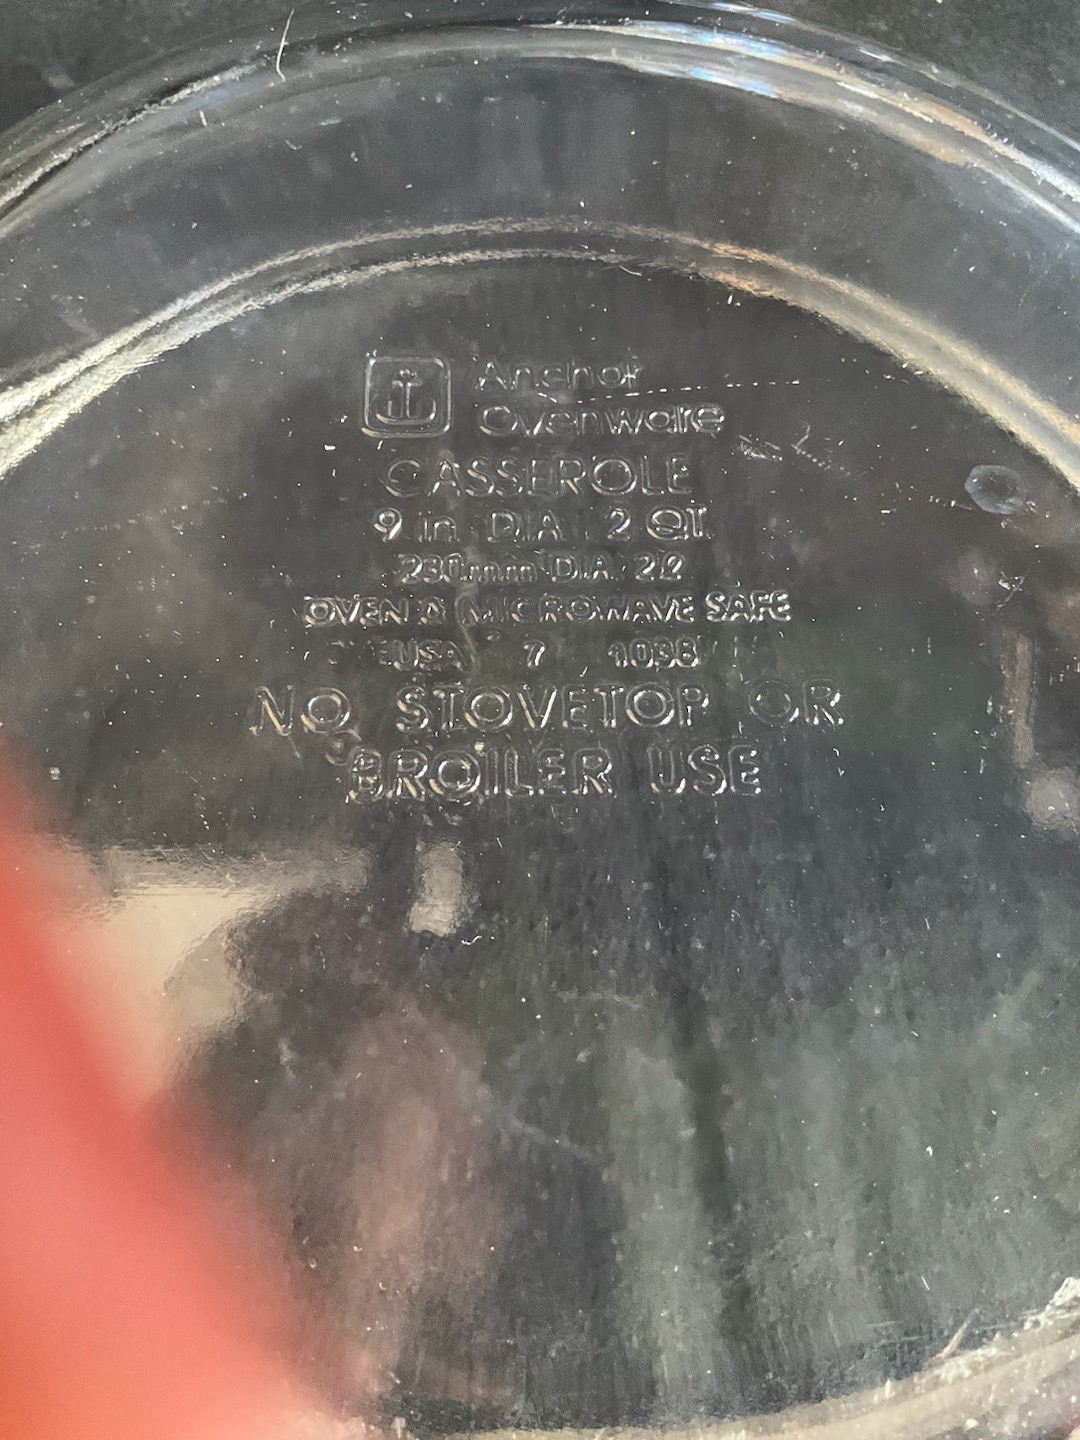 Anchor
Ovenware
CASSEROLE
9 in DIA. 2 QT.
230mm DIA. 2ℓ
OVEN & MICROWAVE SAFE
USA 7 1038
NO STOVETOP OR
BROILER USE